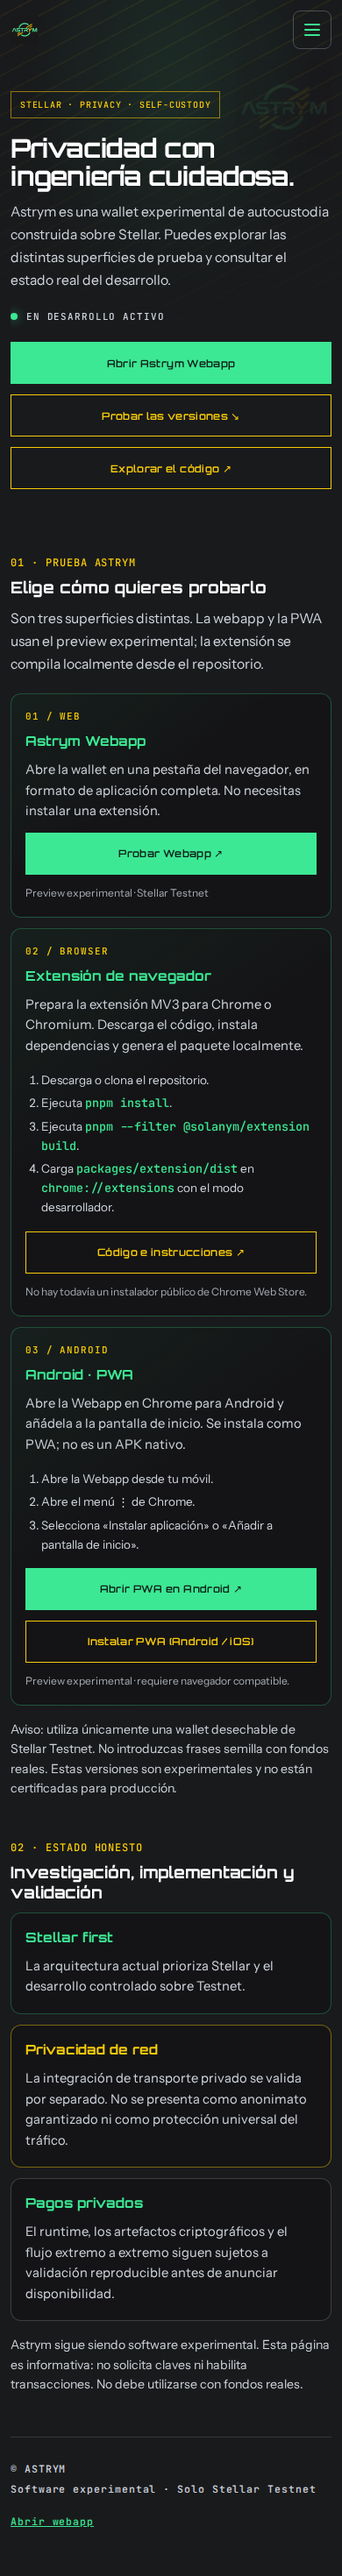 ASTRYM
STELLAR · PRIVACY · SELF-CUSTODY
ASTRYM
Privacidad con
ingeniería cuidadosa.
Astrym es una wallet experimental de autocustodia
construida sobre Stellar. Puedes explorar las
distintas superficies de prueba y consultar el
estado real del desarrollo.
EN DESARROLLO ACTIVO
Abrir Astrym Webapp
Probar las versiones ↘
Explorar el código ↗
01 · PRUEBA ASTRYM
Elige cómo quieres probarlo
Son tres superficies distintas. La webapp y la PWA
usan el preview experimental; la extensión se
compila localmente desde el repositorio.
01 / WEB
Astrym Webapp
Abre la wallet en una pestaña del navegador, en
formato de aplicación completa. No necesitas
instalar una extensión.
Probar Webapp ↗
Preview experimental · Stellar Testnet
02 / BROWSER
Extensión de navegador
Prepara la extensión MV3 para Chrome o
Chromium. Descarga el código, instala
dependencias y genera el paquete localmente.
1. Descarga o clona el repositorio.
2. Ejecuta pnpm install.
3. Ejecuta pnpm --filter @solanym/extension
build.
4. Carga packages/extension/dist en
chrome://extensions con el modo
desarrollador.
Código e instrucciones ↗
No hay todavía un instalador público de Chrome Web Store.
03 / ANDROID
Android · PWA
Abre la Webapp en Chrome para Android y
añádela a la pantalla de inicio. Se instala como
PWA; no es un APK nativo.
1. Abre la Webapp desde tu móvil.
2. Abre el menú ⋮ de Chrome.
3. Selecciona «Instalar aplicación» o «Añadir a
pantalla de inicio».
Abrir PWA en Android ↗
Instalar PWA (Android / iOS)
Preview experimental · requiere navegador compatible.
Aviso: utiliza únicamente una wallet desechable de
Stellar Testnet. No introduzcas frases semilla con fondos
reales. Estas versiones son experimentales y no están
certificadas para producción.
02 · ESTADO HONESTO
Investigación, implementación y
validación
Stellar first
La arquitectura actual prioriza Stellar y el
desarrollo controlado sobre Testnet.
Privacidad de red
La integración de transporte privado se valida
por separado. No se presenta como anonimato
garantizado ni como protección universal del
tráfico.
Pagos privados
El runtime, los artefactos criptográficos y el
flujo extremo a extremo siguen sujetos a
validación reproducible antes de anunciar
disponibilidad.
Astrym sigue siendo software experimental. Esta página
es informativa: no solicita claves ni habilita
transacciones. No debe utilizarse con fondos reales.
© ASTRYM
Software experimental · Solo Stellar Testnet
Abrir webapp